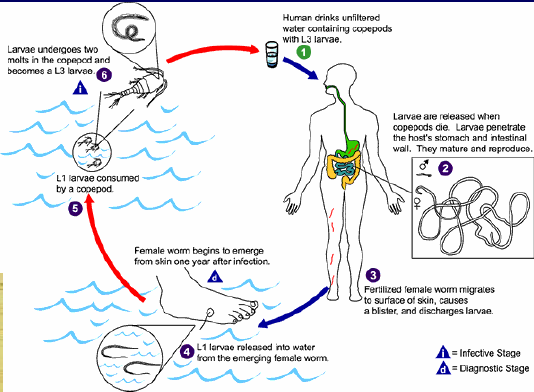 Human drinks unfiltered
water containing copepods
with L3 larvae.
1
Larvae undergoes two
melts in the copepod and
becomes a L3 larvae.
6
i
Larvae are released when
copepods die. Larvae penetrate
the host's stomach and intestinal
wall. They mature and reproduce.
2
♂
♀
L1 larvae consumed
by a copepod.
5
Female worm begins to emerge
from skin one year after infection.
d
3
Fertilized female worm migrates
to surface of skin, causes
a blister, and discharges larvae.
4
L1 larvae released into water
from the emerging female worm.
i = Infective Stage
d = Diagnostic Stage